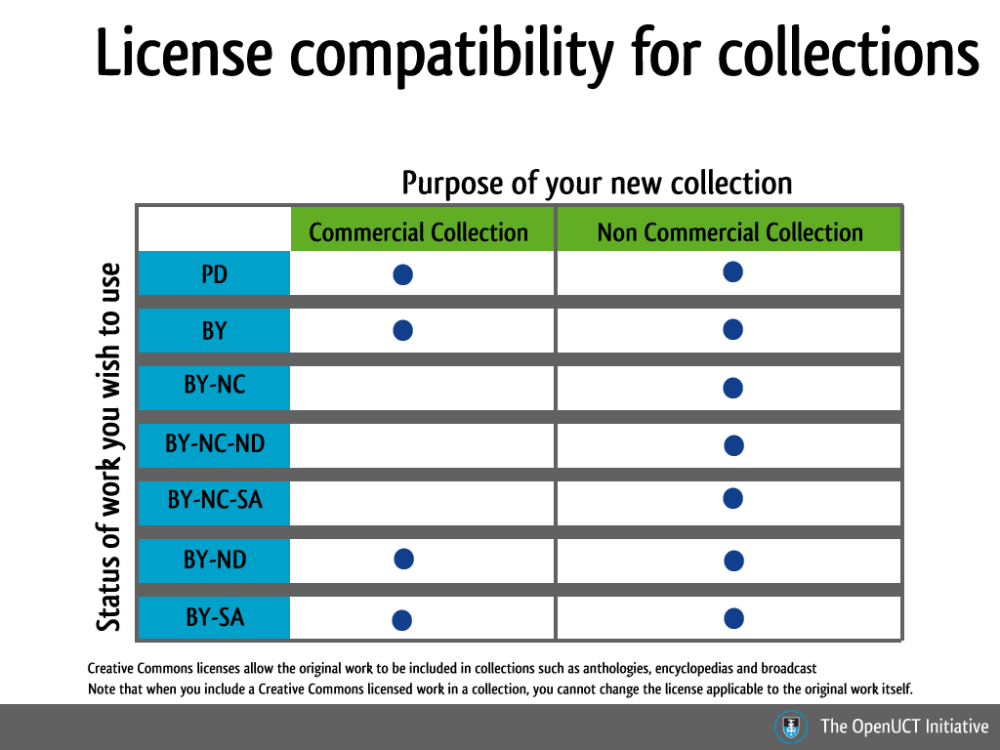 License compatibility for collections
Purpose of your new collection
Commercial Collection
Non Commercial Collection
Status of work you wish to use
PD
BY
BY-NC
BY-NC-ND
BY-NC-SA
BY-ND
BY-SA
Creative Commons licenses allow the original work to be included in collections such as anthologies, encyclopedias and broadcast
Note that when you include a Creative Commons licensed work in a collection, you cannot change the license applicable to the original work itself.
The OpenUCT Initiative